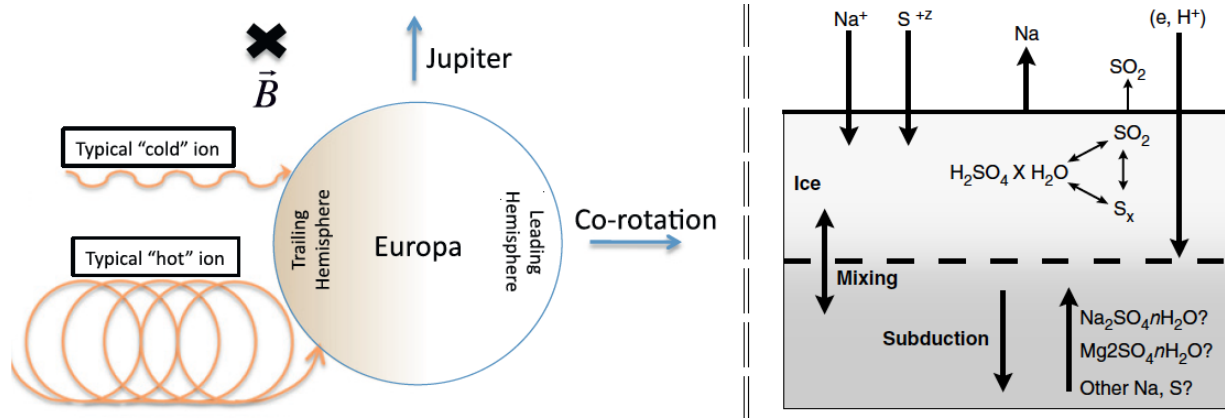 B
Jupiter
Typical “cold” ion
Trailing
Hemisphere
Europa
Leading
Hemisphere
Co-rotation
Typical “hot” ion
Na+
S +z
Na
(e, H+)
SO2
SO2
H2SO4 X H2O
Sx
Ice
Mixing
Subduction
Na2SO4nH2O?
Mg2SO4nH2O?
Other Na, S?